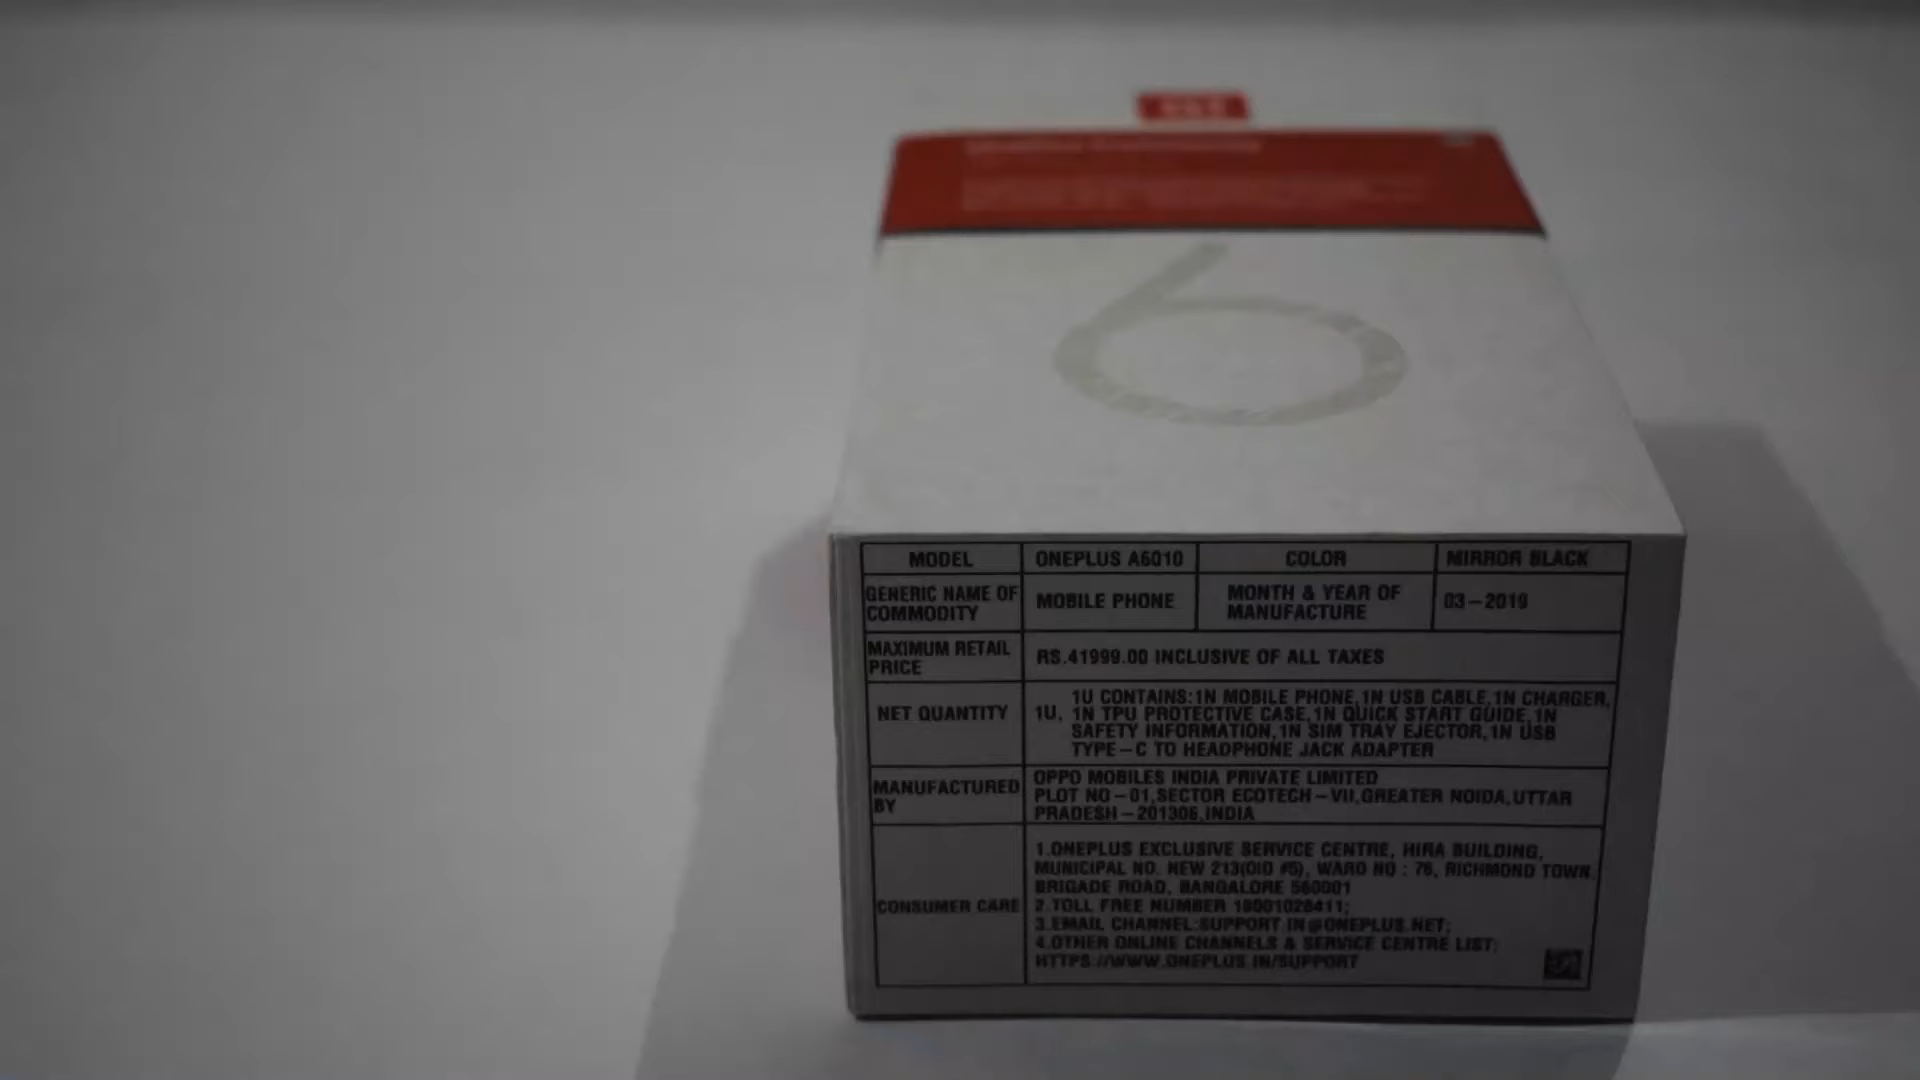 6
MODEL ONEPLUS A6010 COLOR MIRROR BLACK
GENERIC NAME OF
COMMODITY
MOBILE PHONE
MONTH & YEAR OF
MANUFACTURE
03-2019
MAXIMUM RETAIL
PRICE
RS.41999.00 INCLUSIVE OF ALL TAXES
NET QUANTITY
1U,
1U CONTAINS:1N MOBILE PHONE,1N USB CABLE,1N CHARGER,
1N TPU PROTECTIVE CASE,1N QUICK START GUIDE,1N
SAFETY INFORMATION,1N SIM TRAY EJECTOR,1N USB
TYPE-C TO HEADPHONE JACK ADAPTER
MANUFACTURED
BY
OPPO MOBILES INDIA PRIVATE LIMITED
PLOT NO-01,SECTOR ECOTECH-VII,GREATER NOIDA,UTTAR
PRADESH-201306,INDIA
CONSUMER CARE
1.ONEPLUS EXCLUSIVE SERVICE CENTRE, HIRA BUILDING,
MUNICIPAL NO. NEW 213(OID #5), WARD NO : 76, RICHMOND TOWN,
BRIGADE ROAD, BANGALORE 560001
2.TOLL FREE NUMBER 18001028411;
3.EMAIL CHANNEL:SUPPORT.IN@ONEPLUS.NET;
4.OTHER ONLINE CHANNELS & SERVICE CENTRE LIST:
HTTPS://WWW.ONEPLUS.IN/SUPPORT